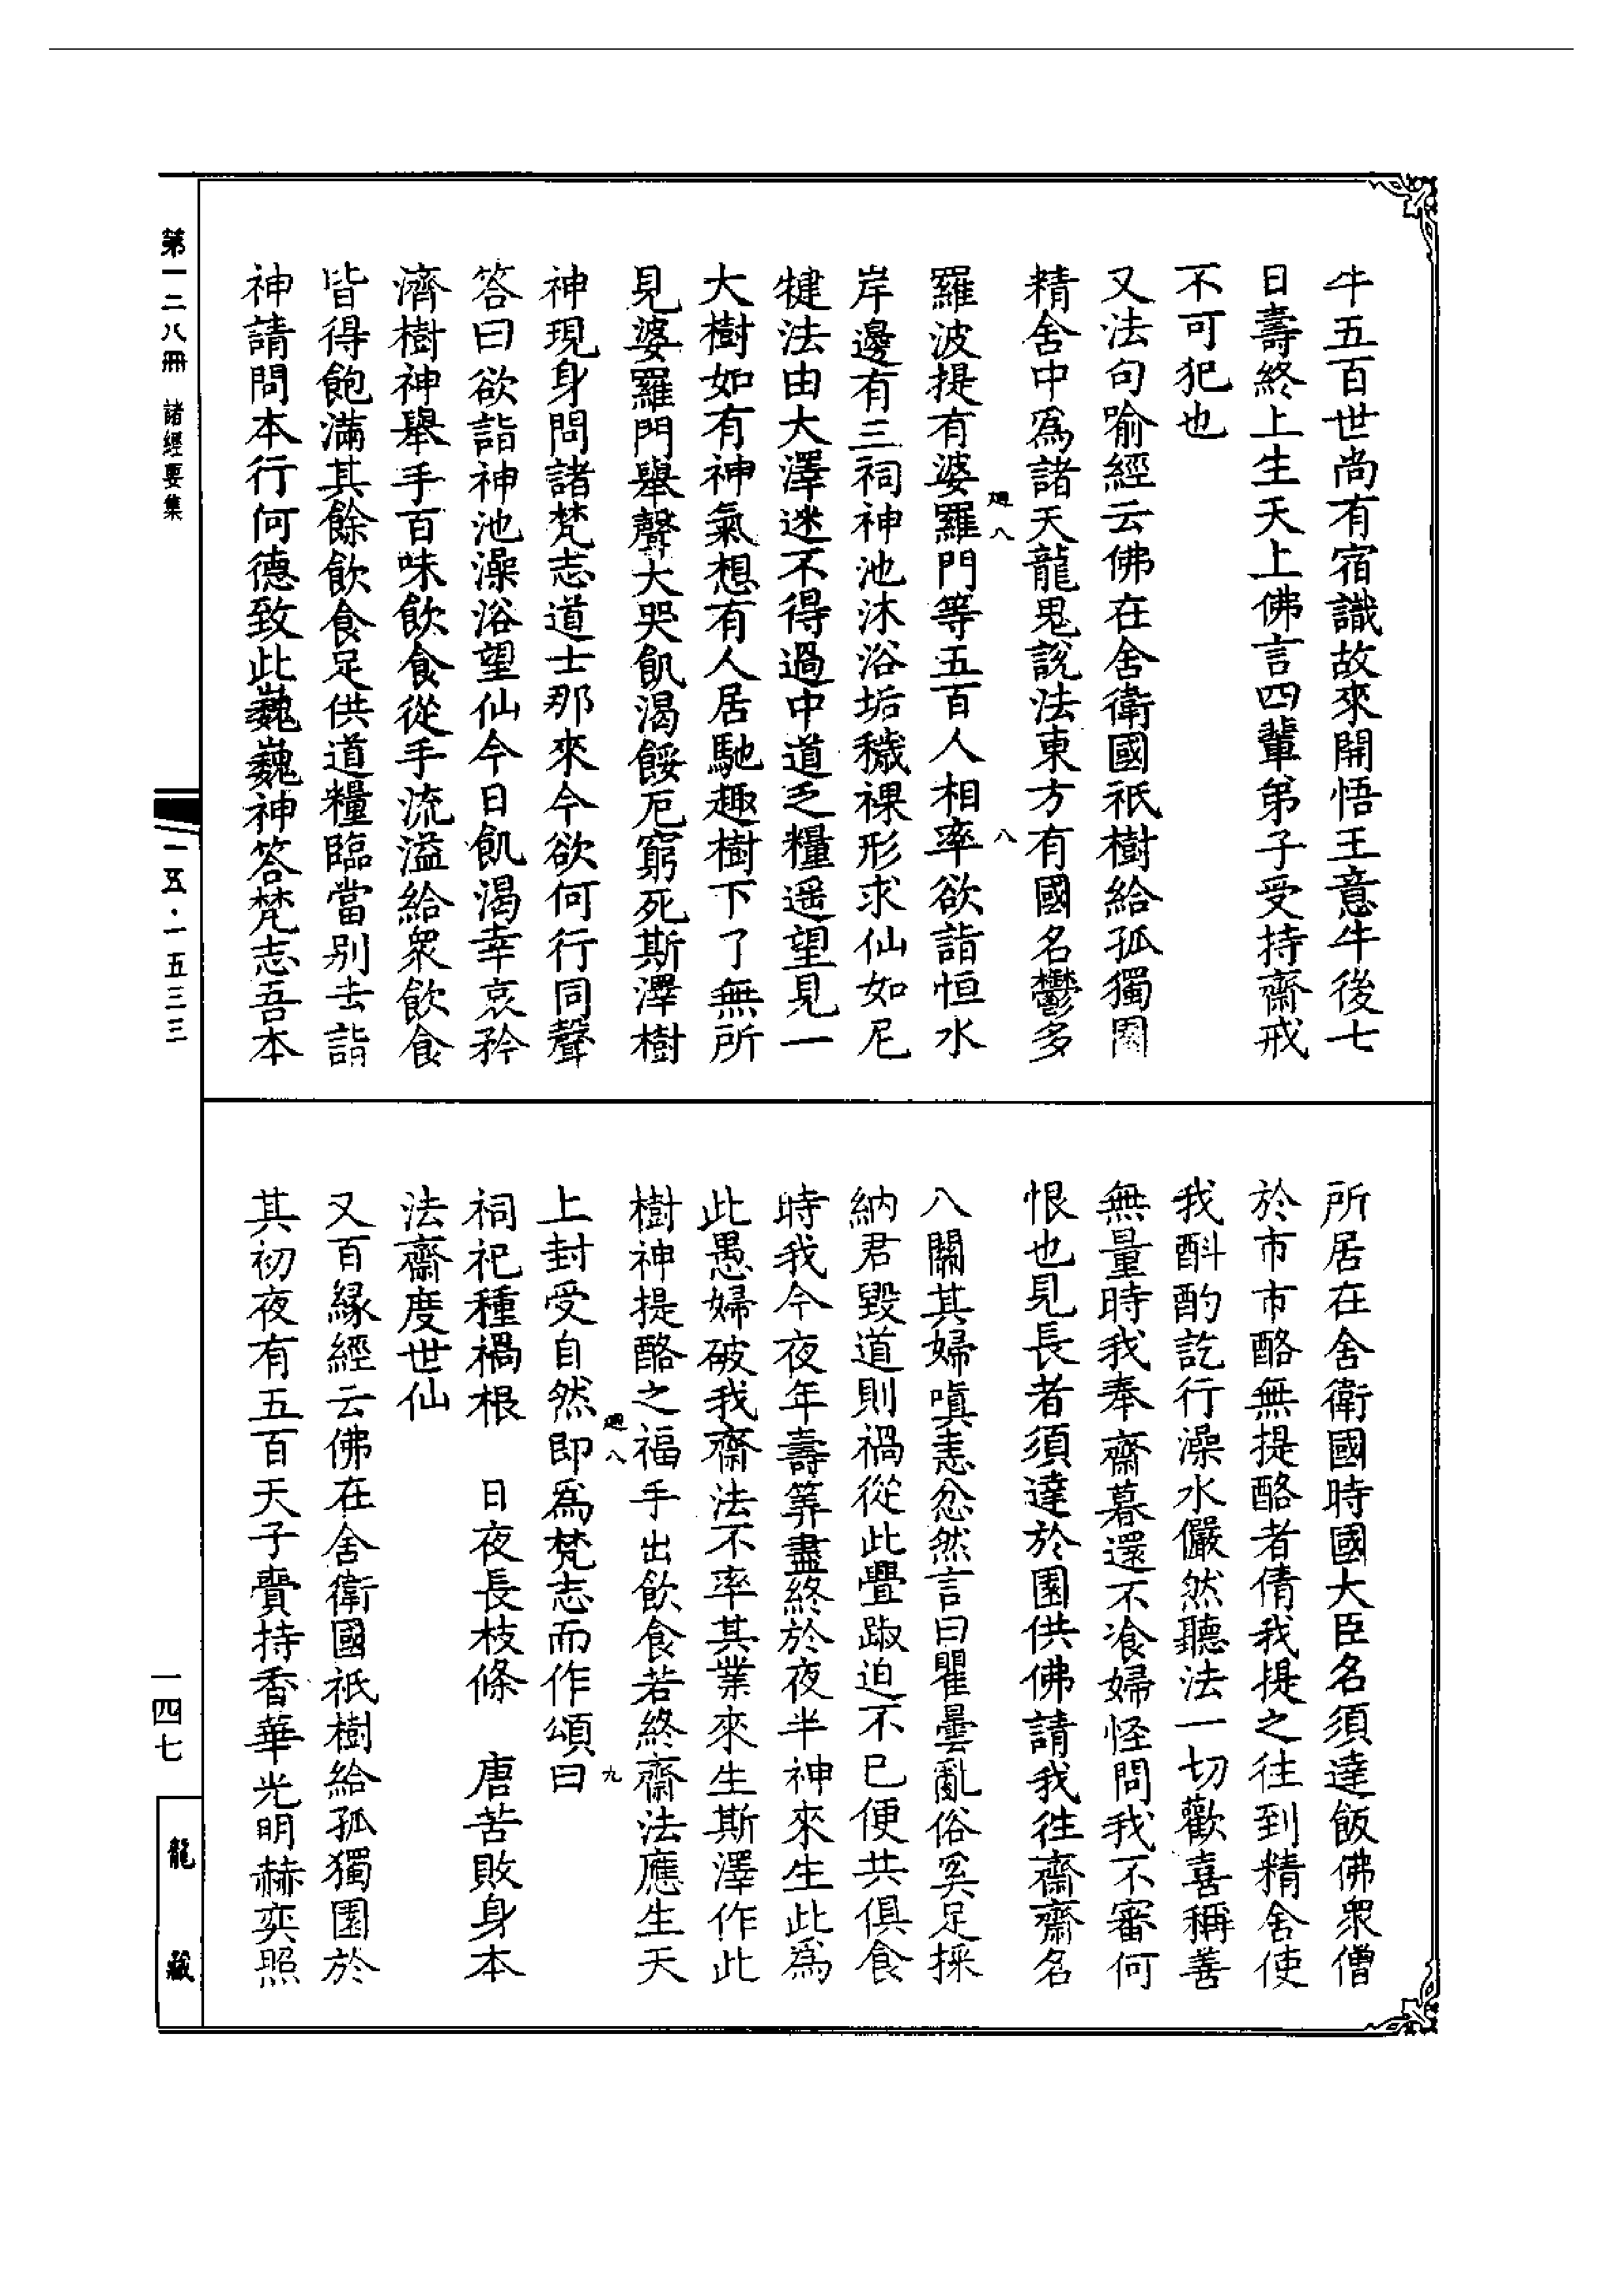 牛五百世尚有宿識故來開悟王意牛後七
日壽終上生天上佛言四輩弟子受持齋戒
不可犯也
又法句喻經云佛在舍衛國祇樹給孤獨園
精舍中爲諸天龍鬼說法東方有國名鬱多
羅波提有婆羅門等五百人相率欲詣恒水
岸邊有三祠神池沐浴垢穢裸形求仙如尼
犍法由大澤迷不得過中道乏糧遥望見一
大樹如有神氣想有人居馳趣樹下了無所
見婆羅門舉聲大哭飢渴餧厄窮死斯澤樹
神現身問諸梵志道士那來今欲何行同聲
答曰欲詣神池澡浴望仙今日飢渴幸哀矜
濟樹神舉手百味飲食從手流溢給衆飲食
皆得飽滿其餘飲食足供道糧臨當别去詣
神請問本行何德致此巍巍神答梵志吾本
所居在舍衛國時國大臣名須達飯佛衆僧
於市市酪無提酪者倩我提之往到精舍使
我酙酌訖行澡水儼然聽法一切歡喜稱善
無量時我奉齋暮還不飡婦怪問我不審何
恨也見長者須達於園供佛請我往齋齋名
八關其婦嗔恚忿然言曰瞿曇亂俗奚足採
納君毀道則禍從此疊踧迫不已便共俱食
時我今夜年壽筭盡終於夜半神來生此爲
此愚婦破我齋法不率其業來生斯澤作此
樹神提酪之福手出飲食若終齋法應生天
上封受自然即爲梵志而作頌曰
祠祀種禍根　日夜長枝條　唐苦敗身本
法齋度世仙
又百緣經云佛在舍衛國祇樹給孤獨園於
其初夜有五百天子賷持香華光明赫奕照
八
八
八
九
第一二八冊　諸經要集
一五·一五三三
一四七
龍藏